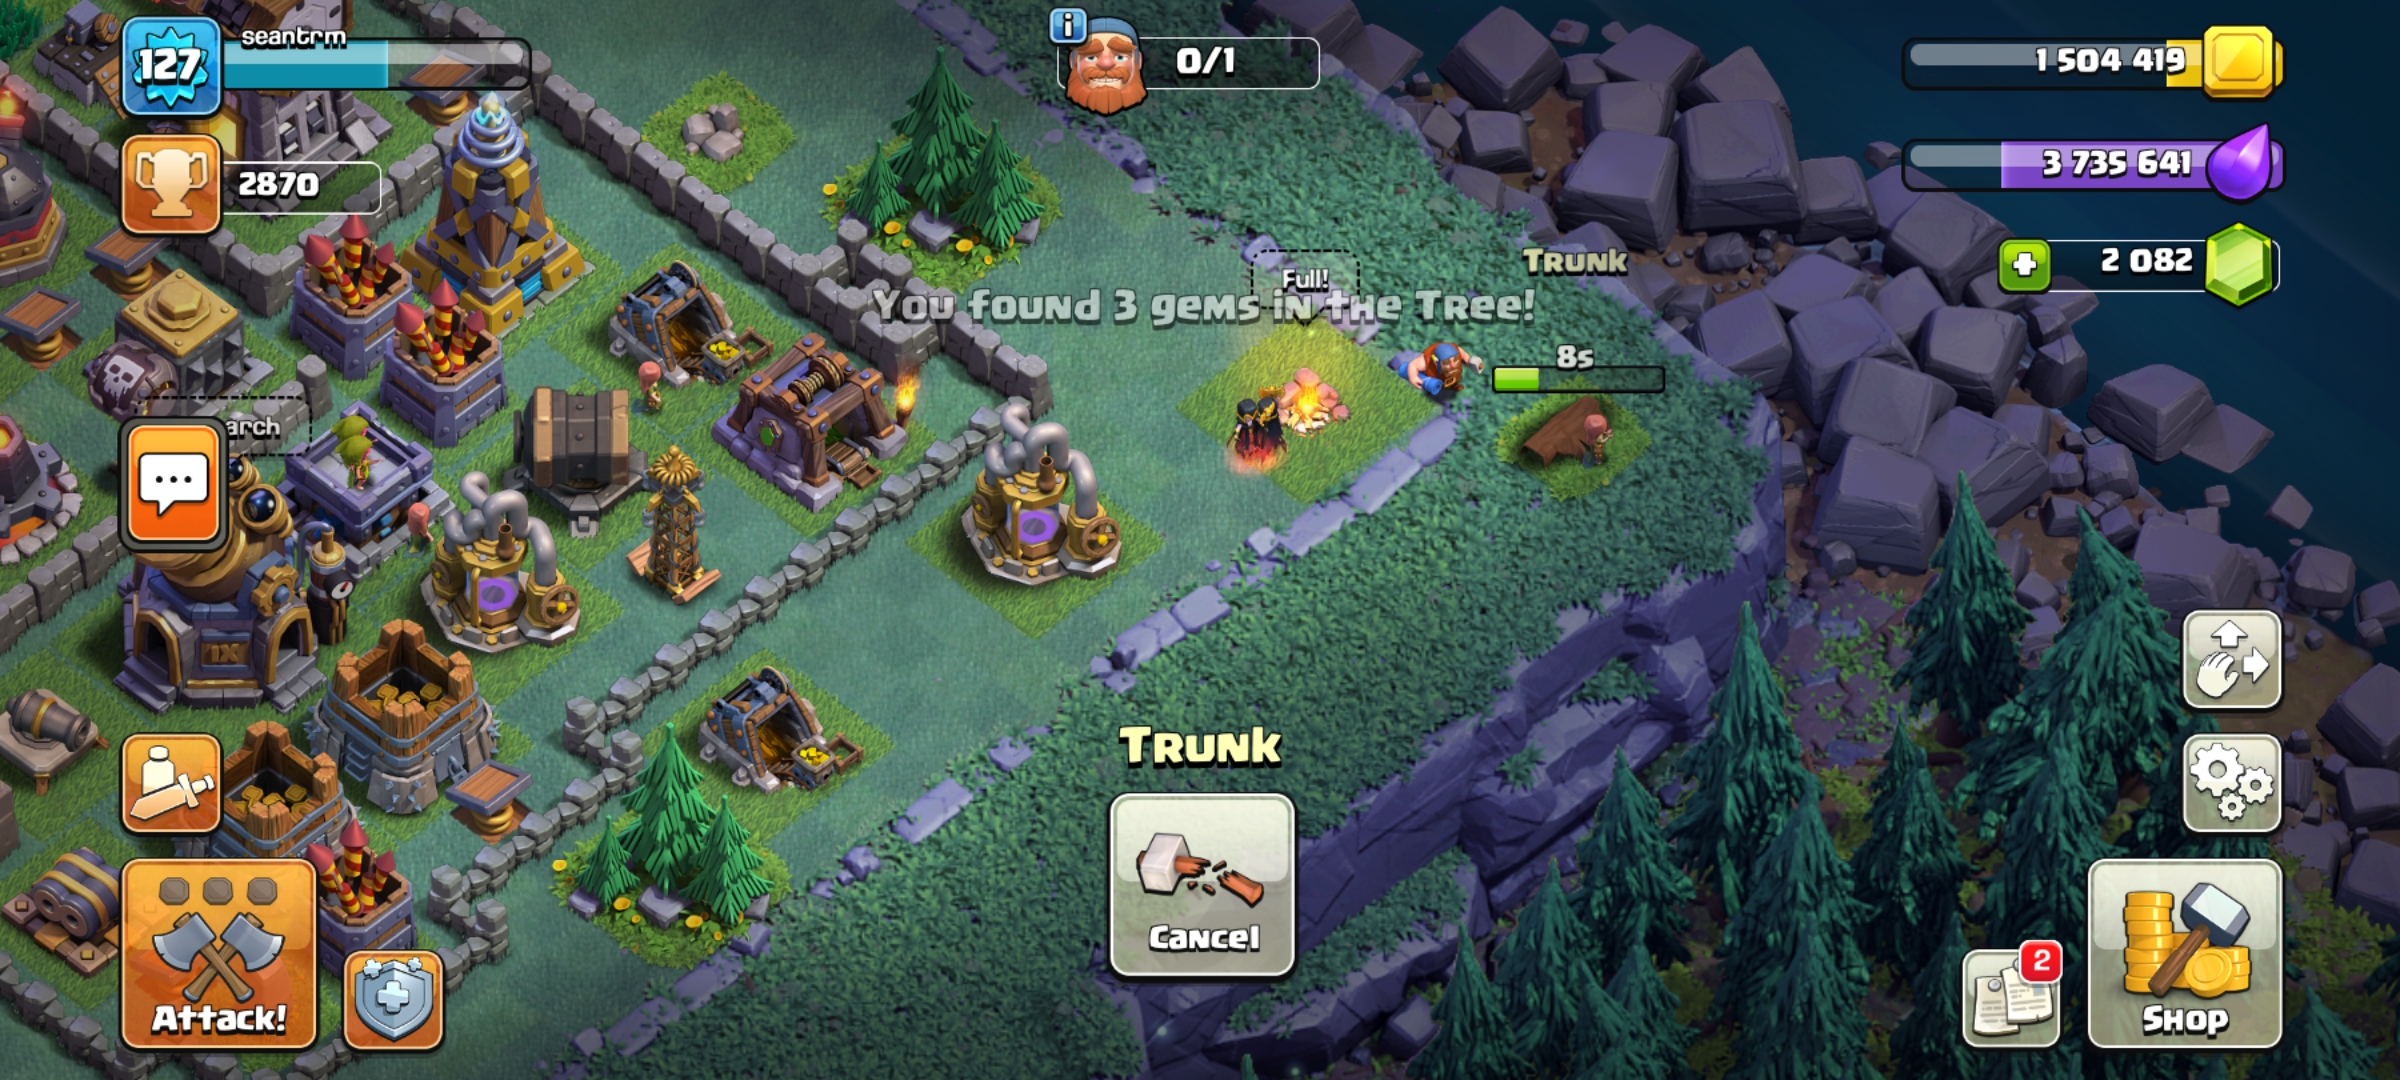 127
seantrm
0/1
1 504 419
2870
3 735 641
2 082
TRUNK
Full!
You found 3 gems in the Tree!
8s
arch
IX
TRUNK
Cancel
Attack!
2
SHOP